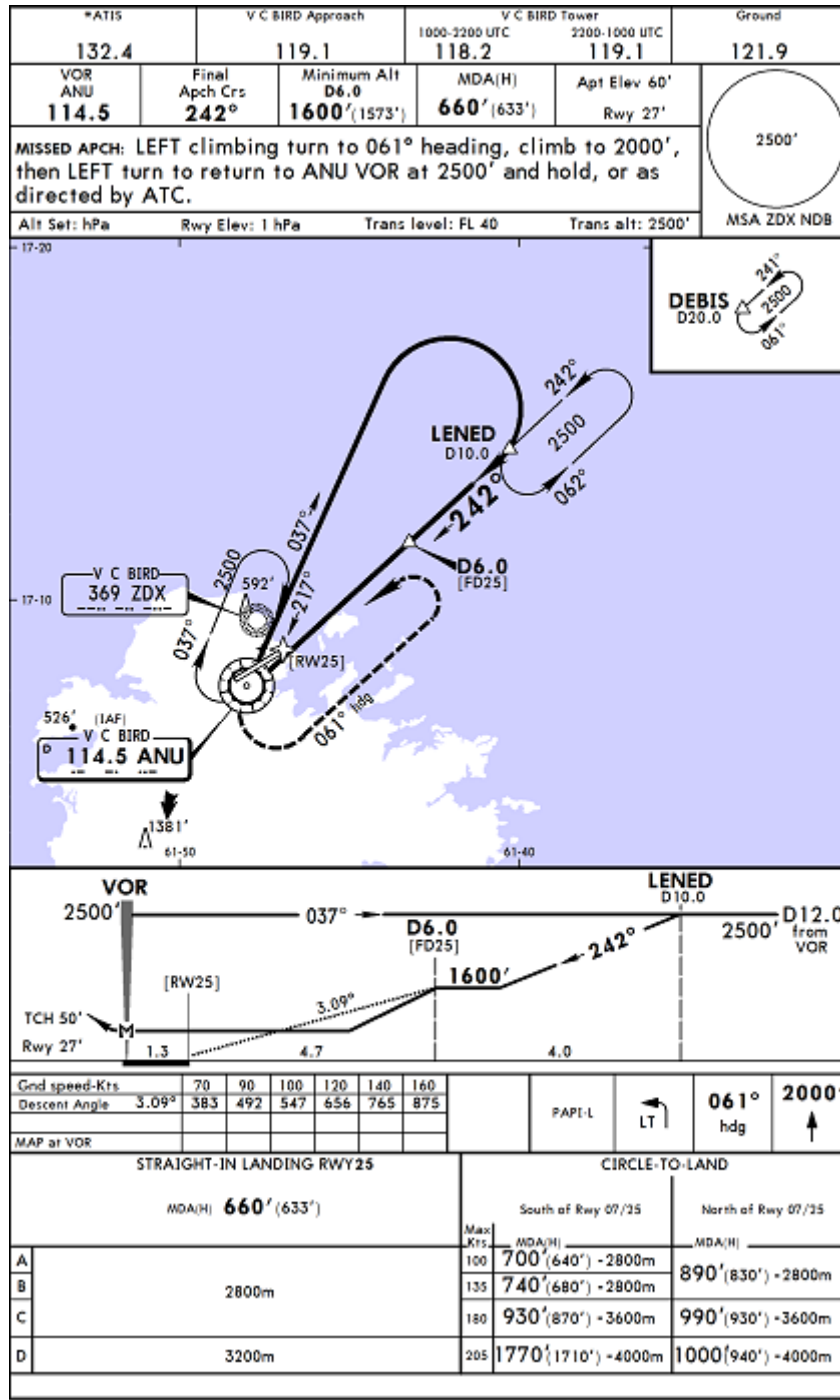 *ATIS
132.4
V C BIRD Approach
119.1
V C BIRD Tower
1000-2200 UTC 2200-1000 UTC
118.2 119.1
Ground
121.9
VOR
ANU
114.5
Final
Apch Crs
242°
Minimum Alt
D6.0
1600'(1573')
MDA(H)
660'(633')
Apt Elev 60'
Rwy 27'
2500'
MSA ZDX NDB
MISSED APCH: LEFT climbing turn to 061° heading, climb to 2000',
then LEFT turn to return to ANU VOR at 2500' and hold, or as
directed by ATC.
Alt Set: hPa Rwy Elev: 1 hPa Trans level: FL 40 Trans alt: 2500'
17-20
DEBIS
D20.0
241°
2500
061°
LENED
D10.0
242°
2500
062°
242°
D6.0
[FD25]
037°
217°
2500
592'
037°
V C BIRD
369 ZDX
17-10
[RW25]
061° hdg
526'
(IAF)
V C BIRD
D 114.5 ANU
1381'
61-50
61-40
VOR
2500'
037°
D6.0
[FD25]
LENED
D10.0
D12.0
2500' from
VOR
242°
1600'
[RW25]
3.09°
TCH 50'
M
Rwy 27'
1.3 4.7 4.0
Gnd speed-Kts 70 90 100 120 140 160
Descent Angle 3.09° 383 492 547 656 765 875
MAP at VOR
PAPI-L
LT
061°
hdg
2000'
STRAIGHT-IN LANDING RWY25
MDA(H) 660'(633')
CIRCLE-TO-LAND
South of Rwy 07/25 North of Rwy 07/25
Max
Kts. MDA(H) MDA(H)
A 2800m 100 700'(640') -2800m 890'(830') -2800m
B 135 740'(680') -2800m
C 180 930'(870') -3600m 990'(930') -3600m
D 3200m 205 1770'(1710') -4000m 1000'(940') -4000m